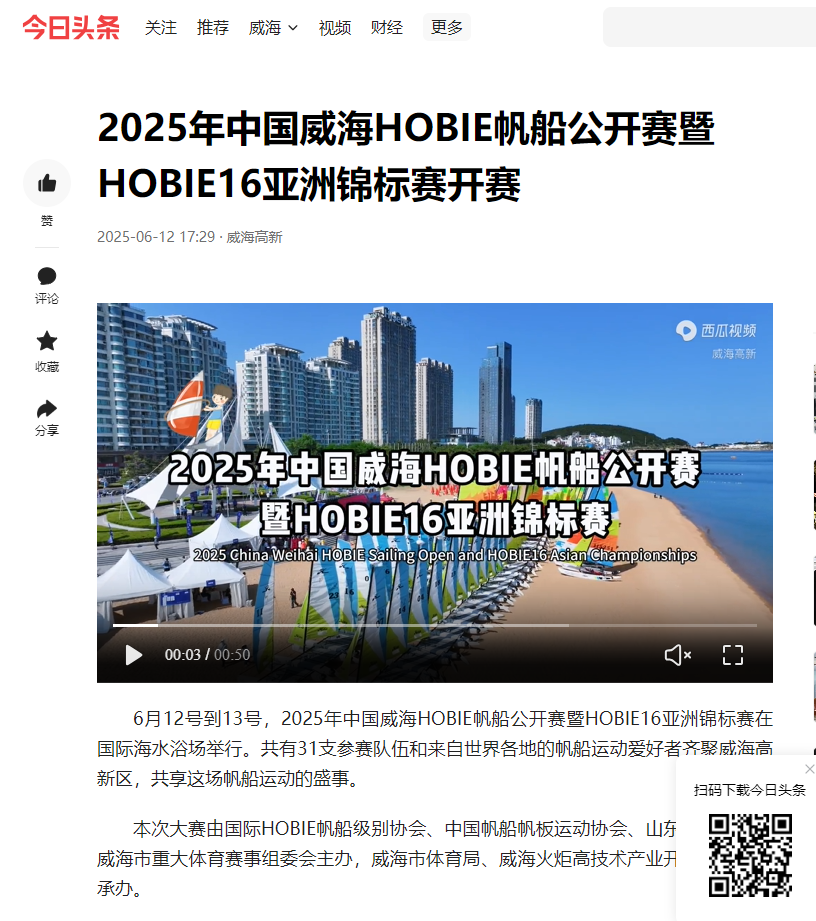 今日头条 关注 推荐 威海 视频 财经 更多
2025年中国威海HOBIE帆船公开赛暨
HOBIE16亚洲锦标赛开赛
2025-06-12 17:29 · 威海高新
赞
评论
收藏
分享
西瓜视频
威海高新
2025年中国威海HOBIE帆船公开赛
暨HOBIE16亚洲锦标赛
2025 China Weihai HOBIE Sailing Open and HOBIE16 Asian Championships
00:03 / 00:50
6月12号到13号，2025年中国威海HOBIE帆船公开赛暨HOBIE16亚洲锦标赛在
国际海水浴场举行。共有31支参赛队伍和来自世界各地的帆船运动爱好者齐聚威海高
新区，共享这场帆船运动的盛事。
本次大赛由国际HOBIE帆船级别协会、中国帆船帆板运动协会、山东
威海市重大体育赛事组委会主办，威海市体育局、威海火炬高技术产业开
承办。
扫码下载今日头条